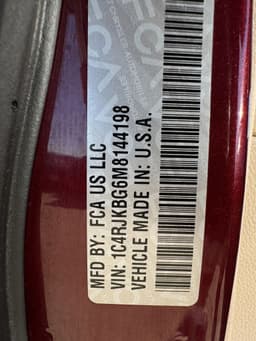 MFD BY: FCA US LLC
VIN: 1C4RJKBG6M8144198
VEHICLE MADE IN: U.S.A.